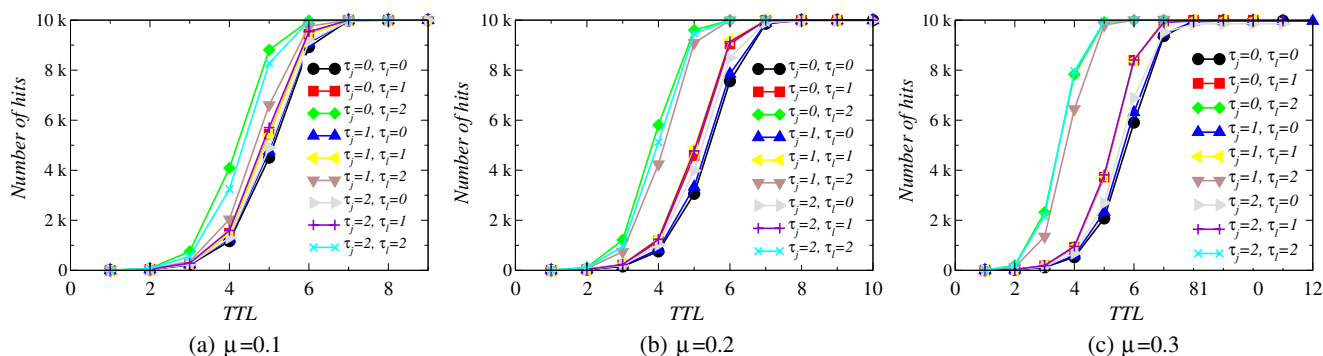 10 k
8 k
6 k
4 k
2 k
0
Number of hits
0 2 4 6 8
TTL
τj=0, τl=0
τj=0, τl=1
τj=0, τl=2
τj=1, τl=0
τj=1, τl=1
τj=1, τl=2
τj=2, τl=0
τj=2, τl=1
τj=2, τl=2
(a) μ=0.1
10 k
8 k
6 k
4 k
2 k
0
Number of hits
0 2 4 6 8 10
TTL
τj=0, τl=0
τj=0, τl=1
τj=0, τl=2
τj=1, τl=0
τj=1, τl=1
τj=1, τl=2
τj=2, τl=0
τj=2, τl=1
τj=2, τl=2
(b) μ=0.2
10 k
8 k
6 k
4 k
2 k
0
Number of hits
0 2 4 6 81 0 12
TTL
τj=0, τl=0
τj=0, τl=1
τj=0, τl=2
τj=1, τl=0
τj=1, τl=1
τj=1, τl=2
τj=2, τl=0
τj=2, τl=1
τj=2, τl=2
(c) μ=0.3